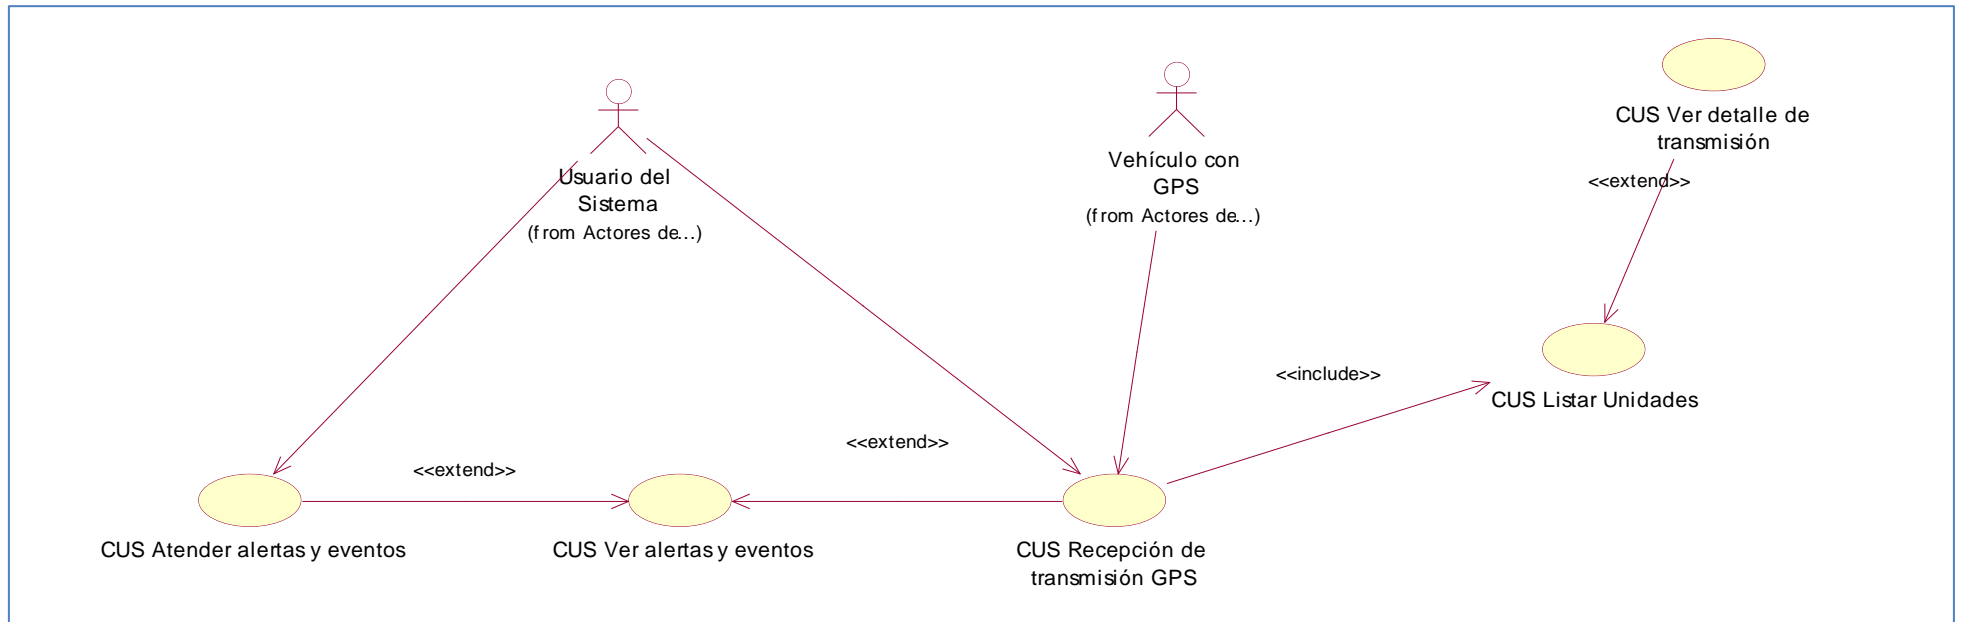 CUS Ver detalle de
transmisión
<<extend>>
Usuario del
Sistema
(from Actores de...)
Vehículo con
GPS
(from Actores de...)
<<include>>
CUS Listar Unidades
<<extend>>
<<extend>>
CUS Atender alertas y eventos
CUS Ver alertas y eventos
CUS Recepción de
transmisión GPS